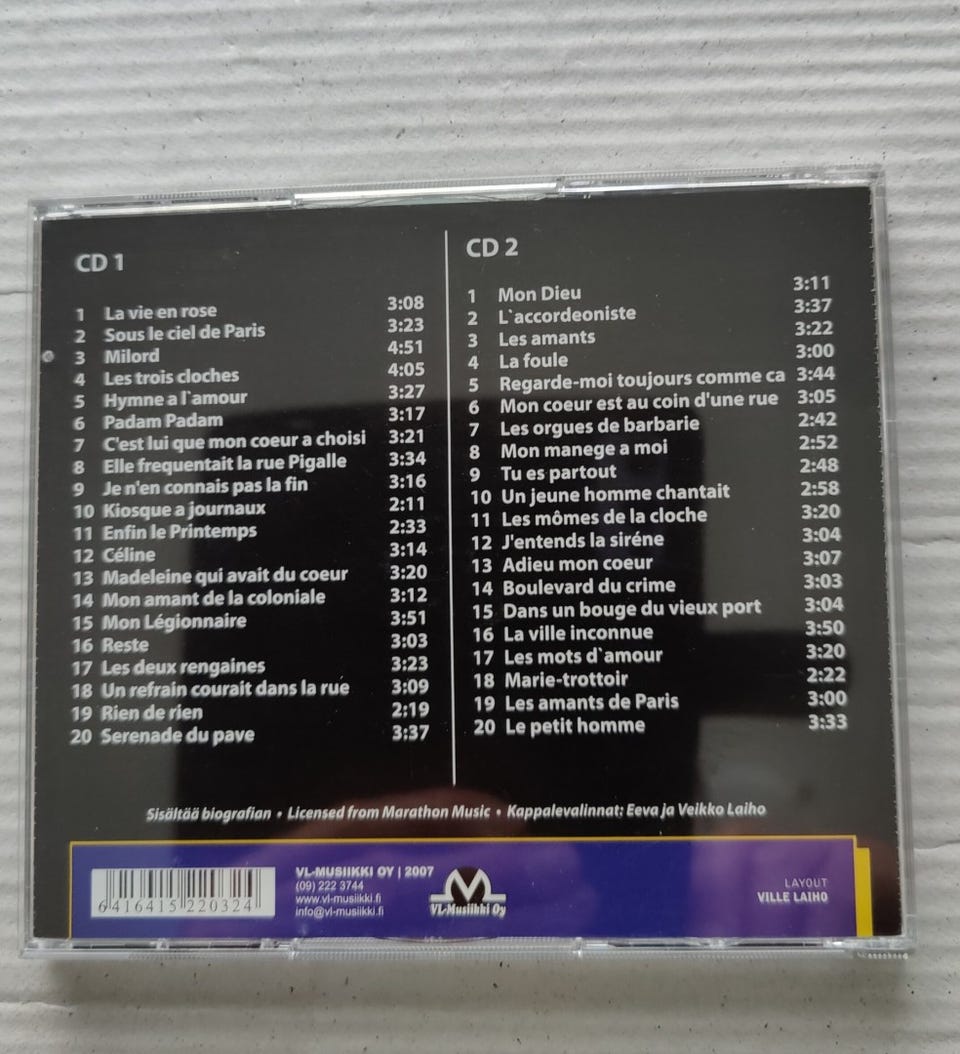 CD 1
1 La vie en rose 3:08
2 Sous le ciel de Paris 3:23
3 Milord 4:51
4 Les trois cloches 4:05
5 Hymne a l`amour 3:27
6 Padam Padam 3:17
7 C'est lui que mon coeur a choisi 3:21
8 Elle frequentait la rue Pigalle 3:34
9 Je n'en connais pas la fin 3:16
10 Kiosque a journaux 2:11
11 Enfin le Printemps 2:33
12 Céline 3:14
13 Madeleine qui avait du coeur 3:20
14 Mon amant de la coloniale 3:12
15 Mon Légionnaire 3:51
16 Reste 3:03
17 Les deux rengaines 3:23
18 Un refrain courait dans la rue 3:09
19 Rien de rien 2:19
20 Serenade du pave 3:37
CD 2
1 Mon Dieu 3:11
2 L`accordeoniste 3:37
3 Les amants 3:22
4 La foule 3:00
5 Regarde-moi toujours comme ca 3:44
6 Mon coeur est au coin d'une rue 3:05
7 Les orgues de barbarie 2:42
8 Mon manege a moi 2:52
9 Tu es partout 2:48
10 Un jeune homme chantait 2:58
11 Les mômes de la cloche 3:20
12 J'entends la siréne 3:04
13 Adieu mon coeur 3:07
14 Boulevard du crime 3:03
15 Dans un bouge du vieux port 3:04
16 La ville inconnue 3:50
17 Les mots d`amour 3:20
18 Marie-trottoir 2:22
19 Les amants de Paris 3:00
20 Le petit homme 3:33
Sisältää biografian • Licensed from Marathon Music • Kappalevalinnat: Eeva ja Veikko Laiho
6 416415 220324
VL-MUSIIKKI OY | 2007
(09) 222 3744
www.vl-musiikki.fi
info@vl-musiikki.fi
VL-Musiikki Oy
LAYOUT
VILLE LAIHO